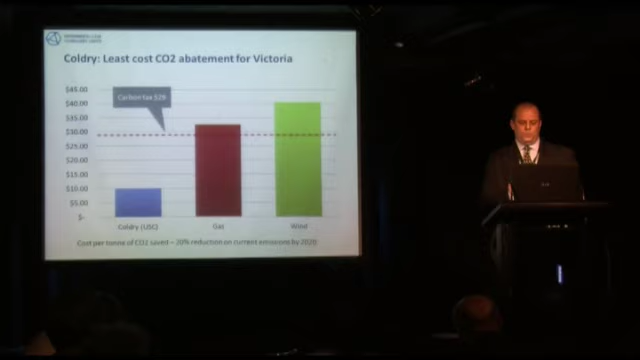 Coldry: Least cost CO2 abatement for Victoria
$45.00
$40.00
$35.00
$30.00
$25.00
$20.00
$15.00
$10.00
$5.00
$-
Carbon tax $29
Coldry (USC)
Gas
Wind
Cost per tonne of CO2 saved – 20% reduction on current emissions by 2020